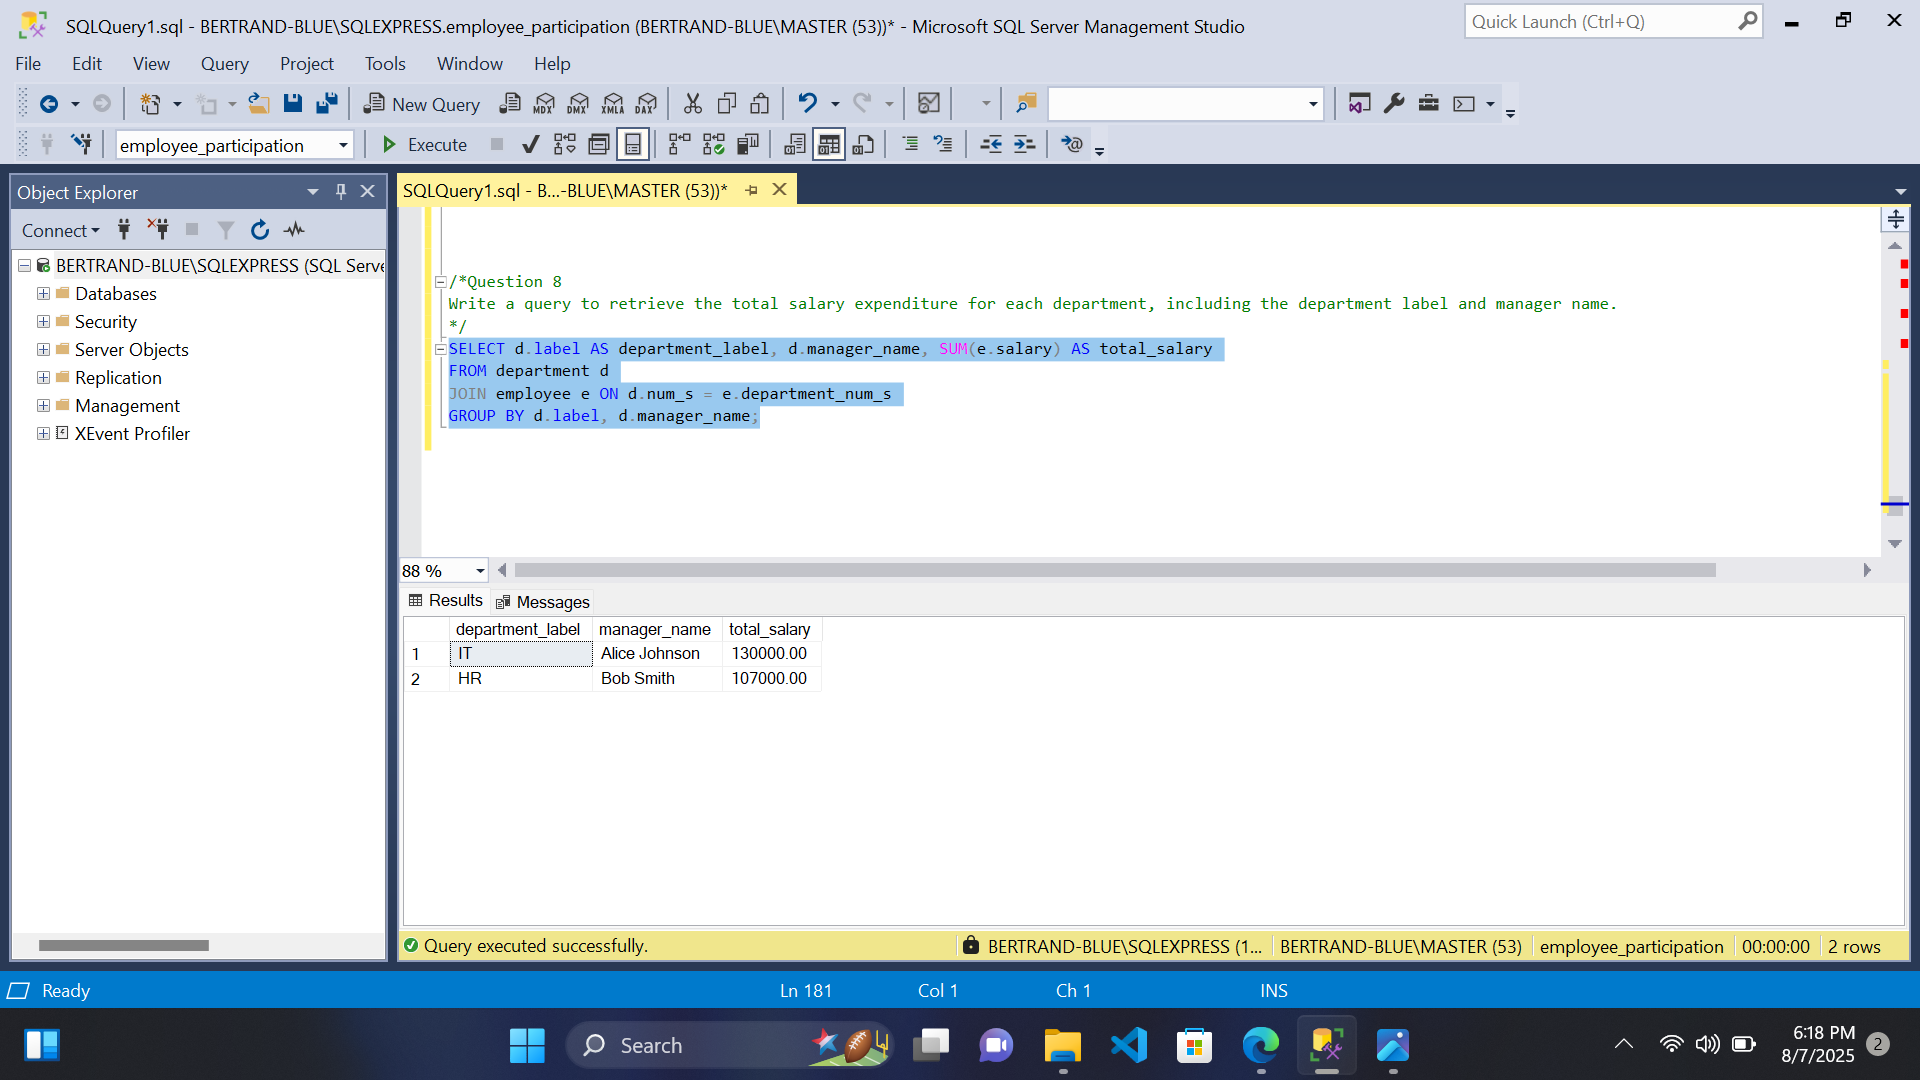 SQLQuery1.sql - BERTRAND-BLUE\SQLEXPRESS.employee_participation (BERTRAND-BLUE\MASTER (53))* - Microsoft SQL Server Management Studio
Quick Launch (Ctrl+Q)
File Edit View Query Project Tools Window Help
New Query MDX DMX XMLA DAX
employee_participation Execute
Object Explorer
Connect
BERTRAND-BLUE\SQLEXPRESS (SQL Serve
Databases
Security
Server Objects
Replication
Management
XEvent Profiler
SQLQuery1.sql - B...-BLUE\MASTER (53))*
/*Question 8
Write a query to retrieve the total salary expenditure for each department, including the department label and manager name.
*/
SELECT d.label AS department_label, d.manager_name, SUM(e.salary) AS total_salary
FROM department d
JOIN employee e ON d.num_s = e.department_num_s
GROUP BY d.label, d.manager_name;
88 %
Results Messages
department_label manager_name total_salary
1 IT Alice Johnson 130000.00
2 HR Bob Smith 107000.00
Query executed successfully. BERTRAND-BLUE\SQLEXPRESS (1... BERTRAND-BLUE\MASTER (53) employee_participation 00:00:00 2 rows
Ready Ln 181 Col 1 Ch 1 INS
Search
6:18 PM
8/7/2025
2